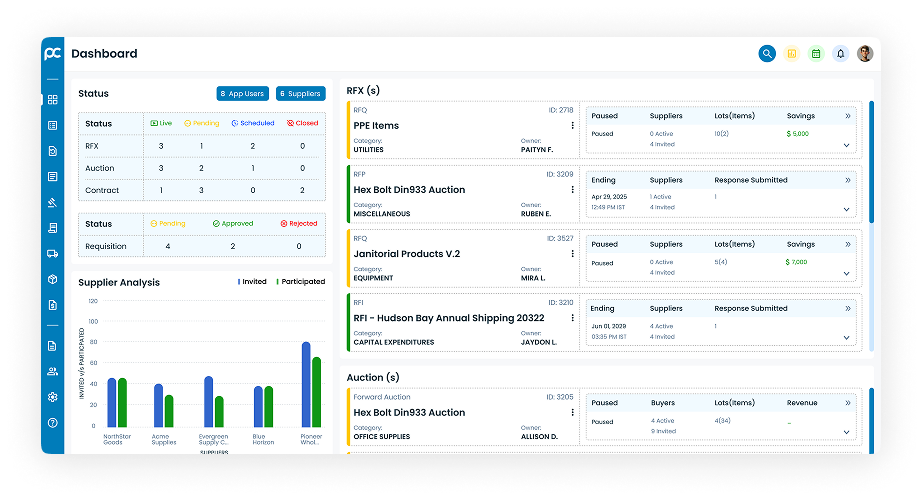 pc
Dashboard
Status
8 App Users
6 Suppliers
Status Live Pending Scheduled Closed
RFX 3 1 2 0
Auction 3 2 1 0
Contract 1 3 0 2
Status Pending Approved Rejected
Requisition 4 2 0
Supplier Analysis
Invited Participated
120
100
80
60
40
20
0
INVITED V/s PARTICIPATED
NorthStar Goods
Acme Supplies
Evergreen Supply C...
Blue Horizon
Pioneer Whol...
SUPPLIERS
RFX (s)
RFQ ID: 2718
PPE Items
Category: Owner:
UTILITIES PAITYN F.
Paused Suppliers Lots(Items) Savings
Paused 0 Active 10(2) $ 5,000
4 Invited
RFP ID: 3209
Hex Bolt Din933 Auction
Category: Owner:
MISCELLANEOUS RUBEN E.
Ending Suppliers Response Submitted
Apr 29, 2025 1 Active 1
12:49 PM IST 4 Invited
RFQ ID: 3527
Janitorial Products V.2
Category: Owner:
EQUIPMENT MIRA L.
Paused Suppliers Lots(Items) Savings
Paused 0 Active 5(4) $ 7,000
4 Invited
RFI ID: 3210
RFI - Hudson Bay Annual Shipping 20322
Category: Owner:
CAPITAL EXPENDITURES JAYDON L.
Ending Suppliers Response Submitted
Jun 01, 2029 4 Active 1
03:35 PM IST 4 Invited
Auction (s)
Forward Auction ID: 3205
Hex Bolt Din933 Auction
Category: Owner:
OFFICE SUPPLIES ALLISON D.
Paused Buyers Lots(Items) Revenue
Paused 4 Active 4(34) _
9 Invited